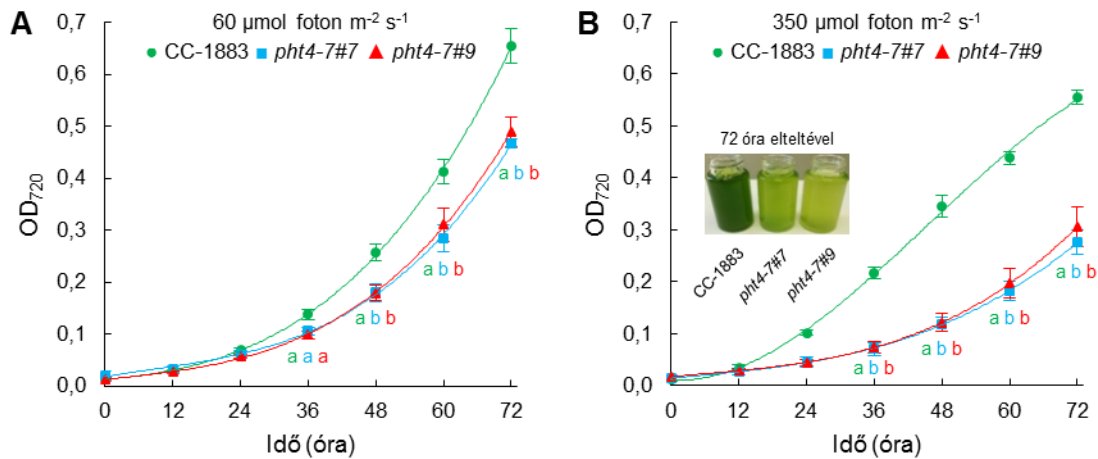 A
60 µmol foton m⁻² s⁻¹
CC-1883 pht4-7#7 pht4-7#9
OD₇₂₀
0,7
0,6
0,5
0,4
0,3
0,2
0,1
0,0
a a a
a b b
a b b
a b b
0 12 24 36 48 60 72
Idő (óra)
B
350 µmol foton m⁻² s⁻¹
CC-1883 pht4-7#7 pht4-7#9
OD₇₂₀
0,7
0,6
0,5
0,4
0,3
0,2
0,1
0,0
72 óra elteltével
CC-1883
pht4-7#7
pht4-7#9
a b b
a b b
a b b
a b b
0 12 24 36 48 60 72
Idő (óra)